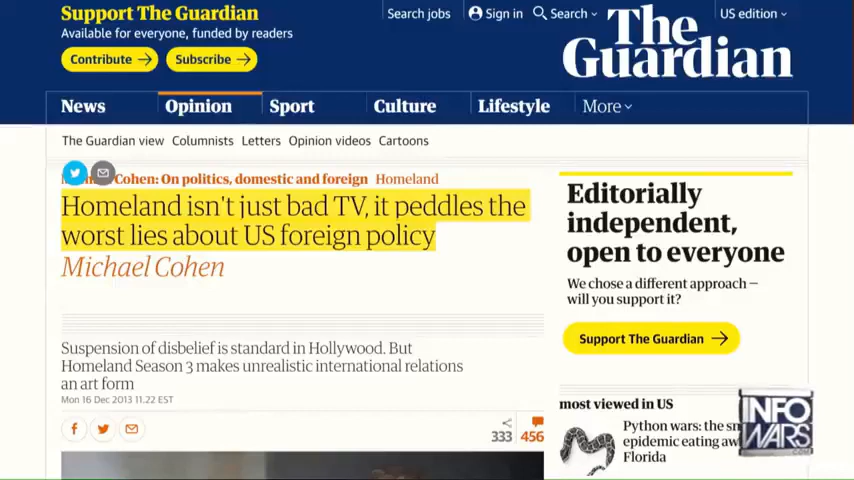 Support The Guardian
Available for everyone, funded by readers
Contribute →
Subscribe →
Search jobs
Sign in
Search
US edition
The Guardian
News
Opinion
Sport
Culture
Lifestyle
More
The Guardian view
Columnists
Letters
Opinion videos
Cartoons
Cohen: On politics, domestic and foreign
Homeland
Homeland isn't just bad TV, it peddles the
worst lies about US foreign policy
Michael Cohen
Suspension of disbelief is standard in Hollywood. But
Homeland Season 3 makes unrealistic international relations
an art form
Mon 16 Dec 2013 11.22 EST
333
456
Editorially
independent,
open to everyone
We chose a different approach –
will you support it?
Support The Guardian →
most viewed in US
Python wars: the
epidemic eating
Florida
INFO
WARS
.COM